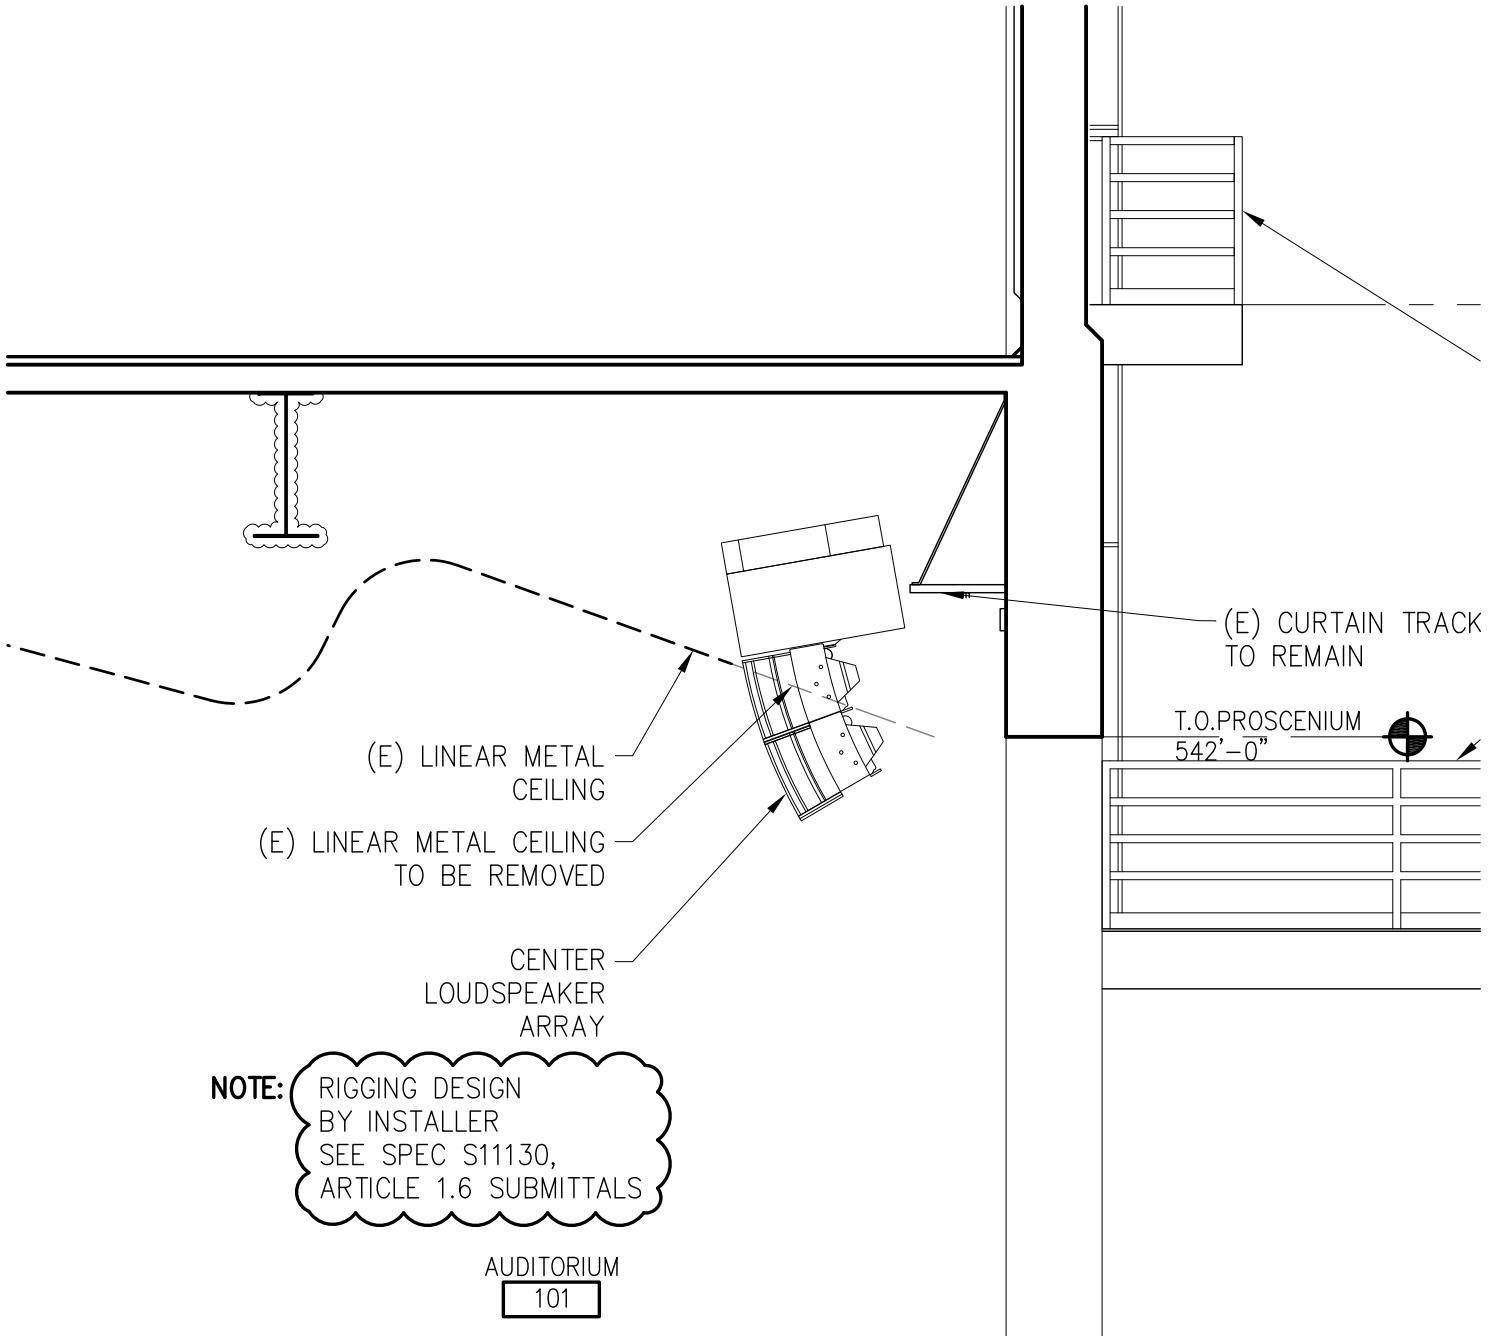 (E) CURTAIN TRACK
TO REMAIN
T.O.PROSCENIUM
542'-0"
(E) LINEAR METAL
CEILING
(E) LINEAR METAL CEILING
TO BE REMOVED
CENTER
LOUDSPEAKER
ARRAY
NOTE:
RIGGING DESIGN
BY INSTALLER
SEE SPEC S11130,
ARTICLE 1.6 SUBMITTALS
AUDITORIUM
101